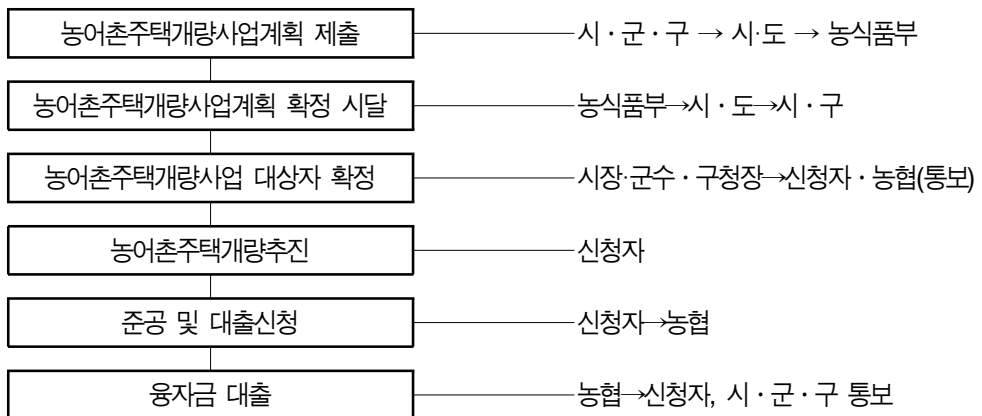 농어촌주택개량사업계획 제출 시·군·구 → 시·도 → 농식품부
농어촌주택개량사업계획 확정 시달 농식품부→시·도→시·구
농어촌주택개량사업 대상자 확정 시장·군수·구청장→신청자·농협(통보)
농어촌주택개량추진 신청자
준공 및 대출신청 신청자→농협
융자금 대출 농협→신청자, 시·군·구 통보